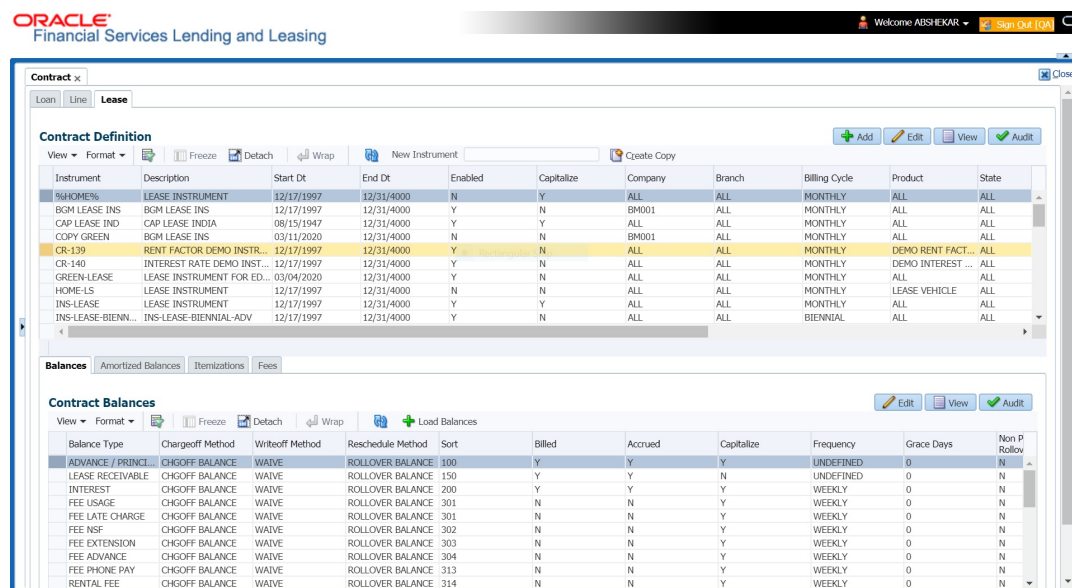 ORACLE®
Financial Services Lending and Leasing
Welcome ABSHEKAR
Sign Out [QA]
Contract x
Close
Loan Line Lease
Contract Definition
Add Edit View Audit
View Format Freeze Detach Wrap New Instrument Create Copy
Instrument Description Start Dt End Dt Enabled Capitalize Company Branch Billing Cycle Product State
%HOME% LEASE INSTRUMENT 12/17/1997 12/31/4000 N Y ALL ALL MONTHLY ALL ALL
BGM LEASE INS BGM LEASE INS 12/17/1997 12/31/4000 Y N BM001 ALL MONTHLY ALL ALL
CAP LEASE IND CAP LEASE INDIA 08/15/1947 12/31/4000 Y Y ALL ALL MONTHLY ALL ALL
COPY GREEN BGM LEASE INS 03/11/2020 12/31/4000 N N BM001 ALL MONTHLY ALL ALL
CR-139 RENT FACTOR DEMO INSTR... 12/17/1997 12/31/4000 Y ALL ALL MONTHLY DEMO RENT FACT... ALL
CR-140 INTEREST RATE DEMO INST... 12/17/1997 12/31/4000 Y N ALL ALL MONTHLY DEMO INTEREST ... ALL
GREEN-LEASE LEASE INSTRUMENT FOR ED... 03/04/2020 12/31/4000 Y N ALL ALL MONTHLY ALL ALL
HOME-LS LEASE INSTRUMENT 12/17/1997 12/31/4000 N N ALL ALL MONTHLY LEASE VEHICLE ALL
INS-LEASE LEASE INSTRUMENT 12/17/1997 12/31/4000 Y Y ALL ALL MONTHLY ALL ALL
INS-LEASE-BIENN... INS-LEASE-BIENNIAL-ADV 12/17/1997 12/31/4000 Y N ALL ALL BIENNIAL ALL ALL
Balances Amortized Balances Itemizations Fees
Contract Balances
Edit View Audit
View Format Freeze Detach Wrap Load Balances
Balance Type Chargeoff Method Writeoff Method Reschedule Method Sort Billed Accrued Capitalize Frequency Grace Days Non P
Rollov
ADVANCE / PRINCI... CHGOFF BALANCE WAIVE ROLLOVER BALANCE 100 Y Y Y UNDEFINED 0 N
LEASE RECEIVABLE CHGOFF BALANCE WAIVE ROLLOVER BALANCE 150 Y Y N UNDEFINED 0 N
INTEREST CHGOFF BALANCE WAIVE ROLLOVER BALANCE 200 Y Y Y WEEKLY 0 N
FEE USAGE CHGOFF BALANCE WAIVE ROLLOVER BALANCE 301 N N Y WEEKLY 0 N
FEE LATE CHARGE CHGOFF BALANCE WAIVE ROLLOVER BALANCE 301 N N Y WEEKLY 0 N
FEE NSF CHGOFF BALANCE WAIVE ROLLOVER BALANCE 302 N N Y WEEKLY 0 N
FEE EXTENSION CHGOFF BALANCE WAIVE ROLLOVER BALANCE 303 N N Y WEEKLY 0 N
FEE ADVANCE CHGOFF BALANCE WAIVE ROLLOVER BALANCE 304 N N Y WEEKLY 0 N
FEE PHONE PAY CHGOFF BALANCE WAIVE ROLLOVER BALANCE 313 N N Y WEEKLY 0 N
RENTAL FEE CHGOFF BALANCE WAIVE ROLLOVER BALANCE 314 N N Y WEEKLY 0 N